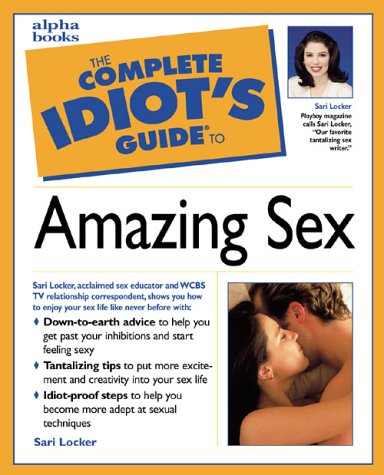 alpha
books
THE
COMPLETE
IDIOT'S
GUIDE® TO
Sari Locker
Playboy magazine
calls Sari Locker,
"Our favorite
tantalizing sex
writer."
Amazing Sex
Sari Locker, acclaimed sex educator and WCBS
TV relationship correspondent, shows you how
to enjoy your sex life like never before with:
♦ Down-to-earth advice to help you
get past your inhibitions and start
feeling sexy
♦ Tantalizing tips to put more excite-
ment and creativity into your sex life
♦ Idiot-proof steps to help you
become more adept at sexual
techniques
Sari Locker